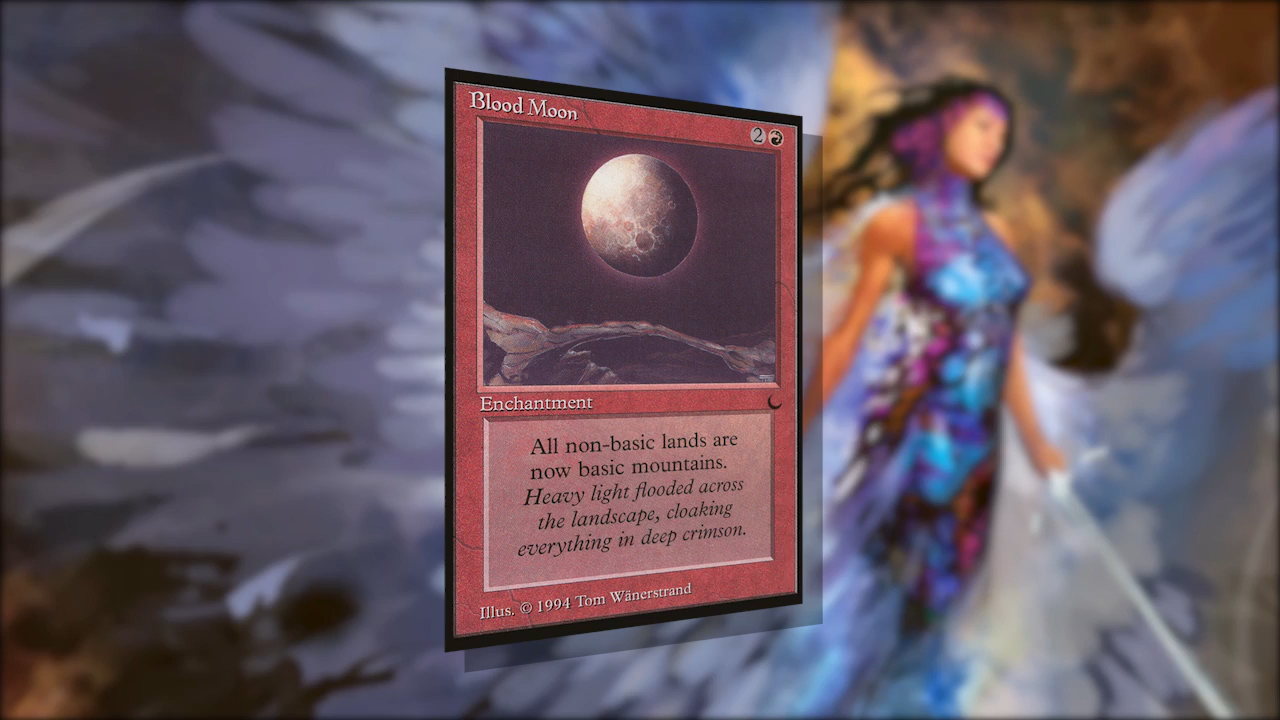 Blood Moon
2
Enchantment
All non-basic lands are
now basic mountains.
Heavy light flooded across
the landscape, cloaking
everything in deep crimson.
Illus. © 1994 Tom Wänerstrand